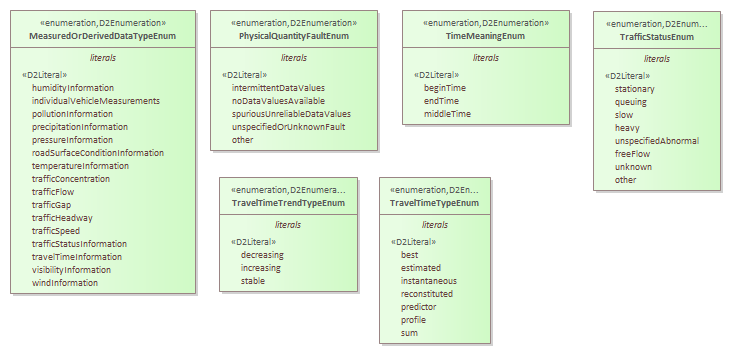 «enumeration,D2Enumeration»
MeasuredOrDerivedDataTypeEnum
literals
«D2Literal»
humidityInformation
individualVehicleMeasurements
pollutionInformation
precipitationInformation
pressureInformation
roadSurfaceConditionInformation
temperatureInformation
trafficConcentration
trafficFlow
trafficGap
trafficHeadway
trafficSpeed
trafficStatusInformation
travelTimeInformation
visibilityInformation
windInformation
«enumeration,D2Enumeration»
PhysicalQuantityFaultEnum
literals
«D2Literal»
intermittentDataValues
noDataValuesAvailable
spuriousUnreliableDataValues
unspecifiedOrUnknownFault
other
«enumeration,D2Enumeration»
TimeMeaningEnum
literals
«D2Literal»
beginTime
endTime
middleTime
«enumeration,D2Enum...
TrafficStatusEnum
literals
«D2Literal»
stationary
queuing
slow
heavy
unspecifiedAbnormal
freeFlow
unknown
other
«enumeration,D2Enumera...
TravelTimeTrendTypeEnum
literals
«D2Literal»
decreasing
increasing
stable
«enumeration,D2En...
TravelTimeTypeEnum
literals
«D2Literal»
best
estimated
instantaneous
reconstituted
predictor
profile
sum